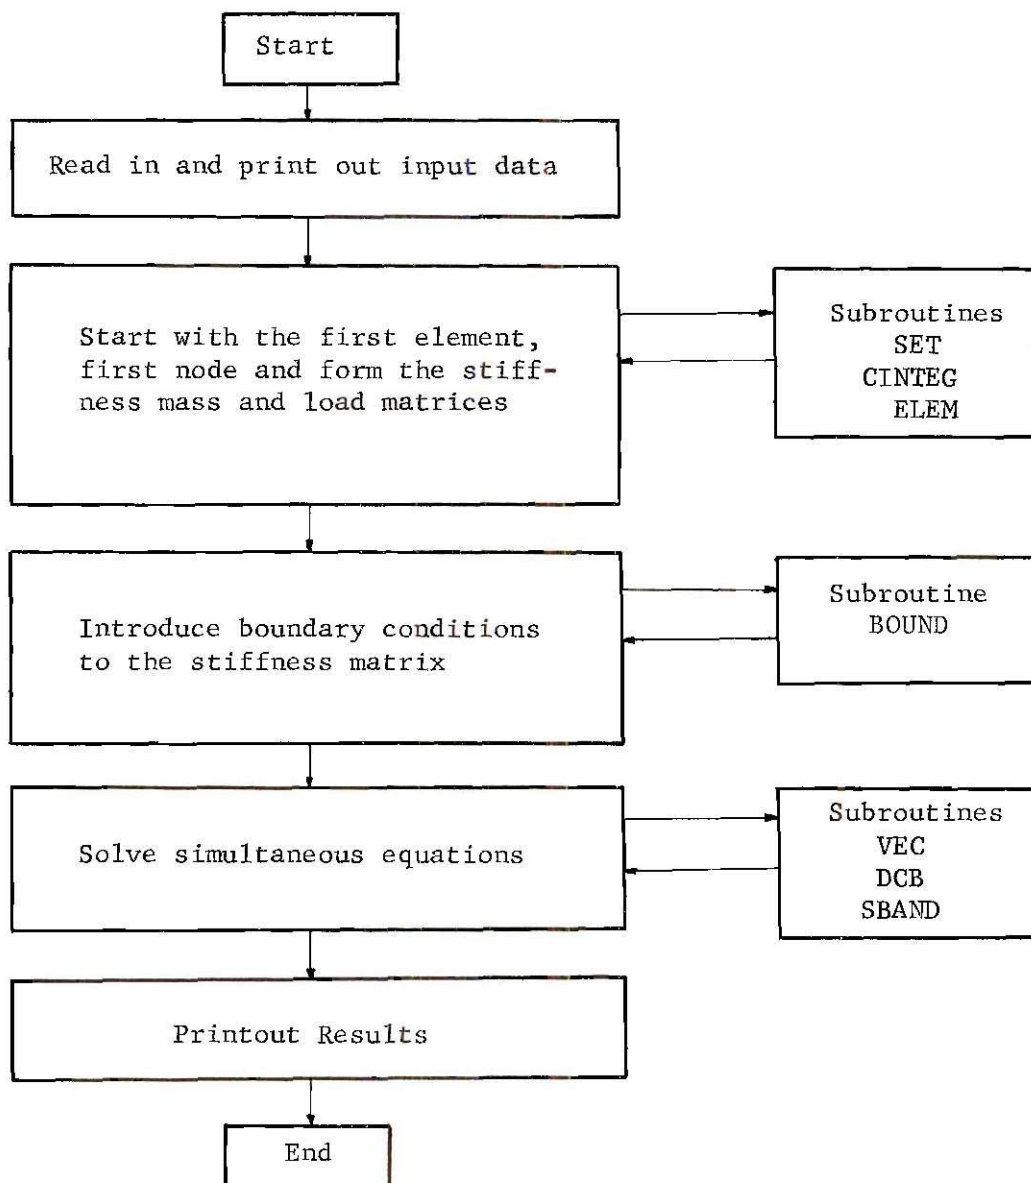 Start
Read in and print out input data
Start with the first element,
first node and form the stiff-
ness mass and load matrices
Subroutines
SET
CINTEG
ELEM
Introduce boundary conditions
to the stiffness matrix
Subroutine
BOUND
Solve simultaneous equations
Subroutines
VEC
DCB
SBAND
Printout Results
End